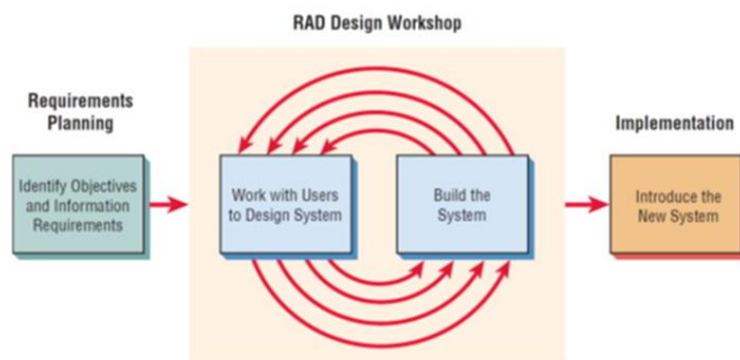 RAD Design Workshop
Requirements
Planning
Identify Objectives
and Information
Requirements
Work with Users
to Design System
Build the
System
Implementation
Introduce the
New System